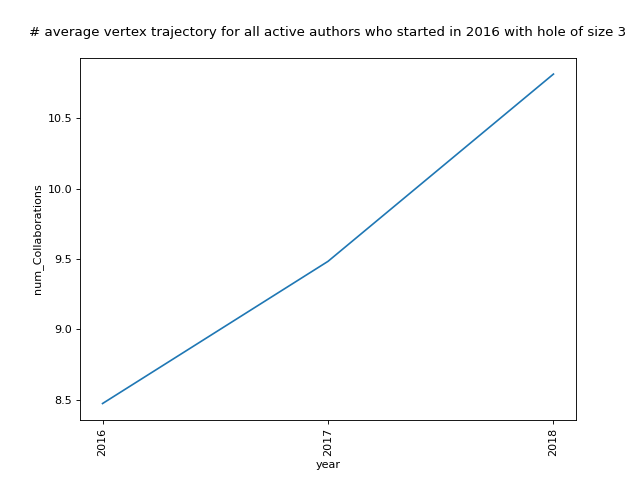 # average vertex trajectory for all active authors who started in 2016 with hole of size 3
10.5
10.0
9.5
9.0
8.5
num_Collaborations
2016
2017
2018
year